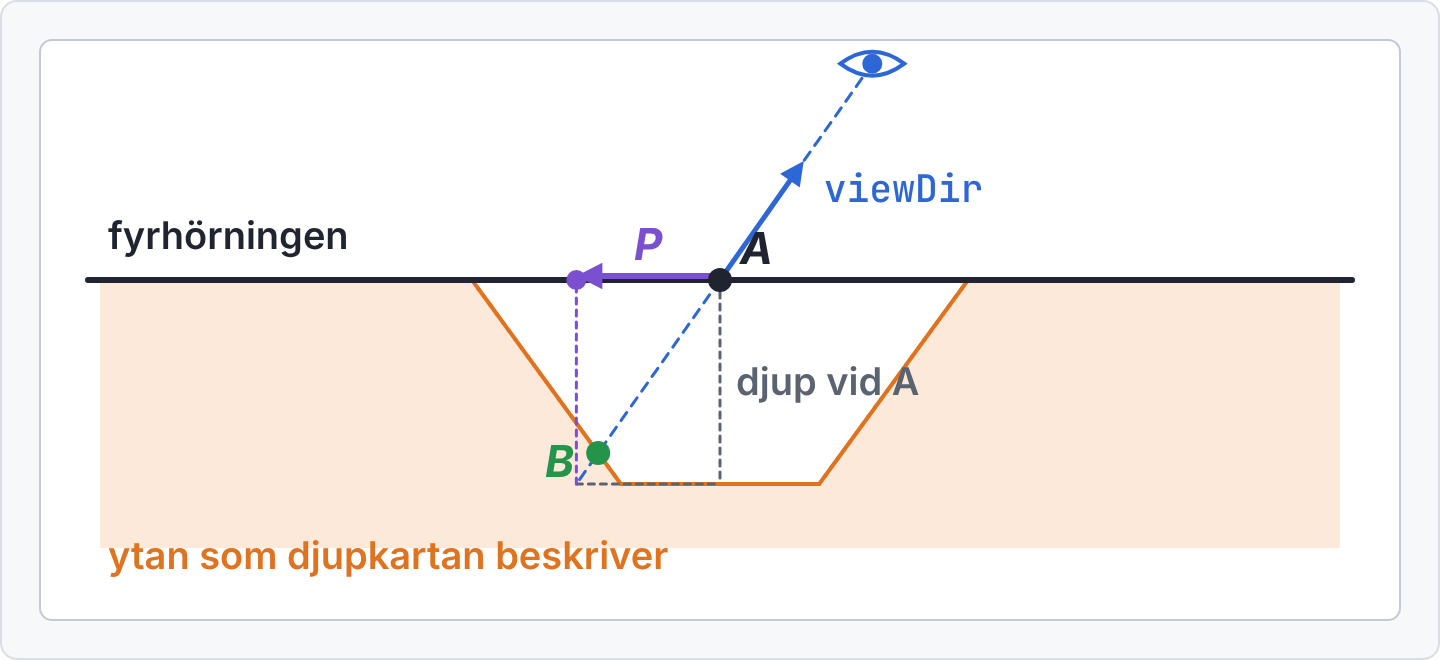 viewDir
fyrhörningen
P
A
djup vid A
B
ytan som djupkartan beskriver